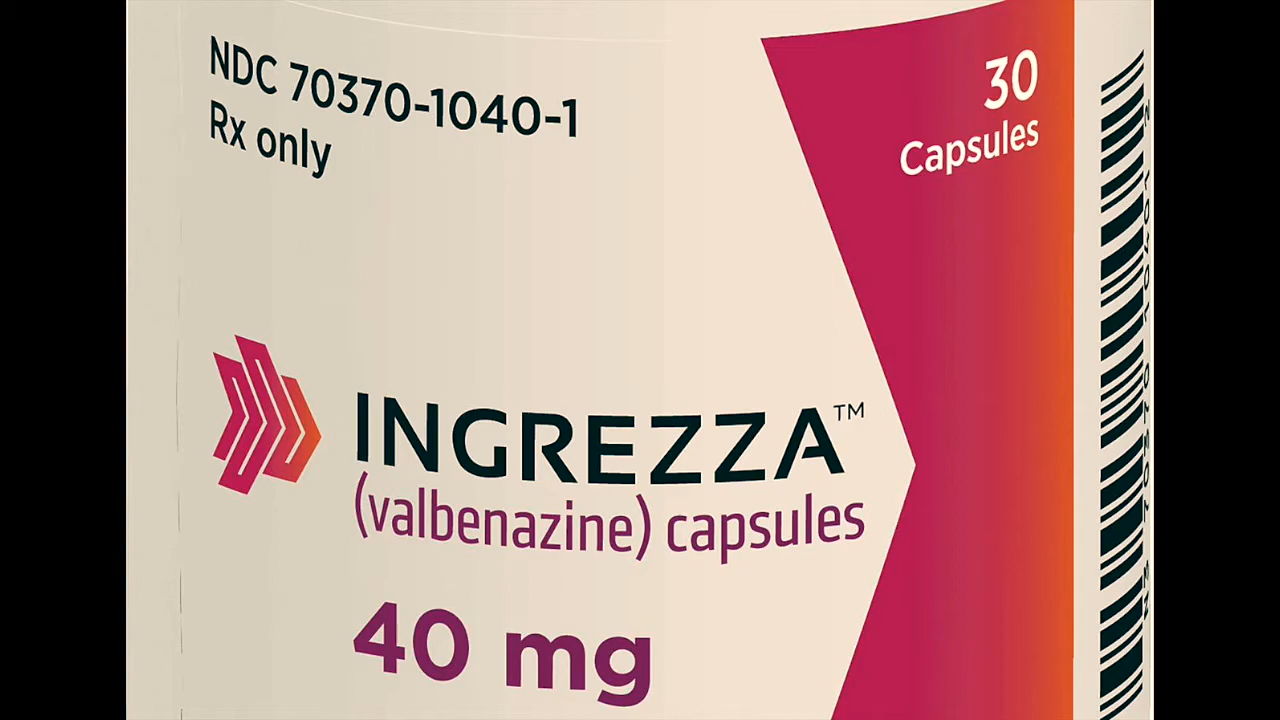 NDC 70370-1040-1
Rx only
30
Capsules
INGREZZA™
(valbenazine) capsules
40 mg